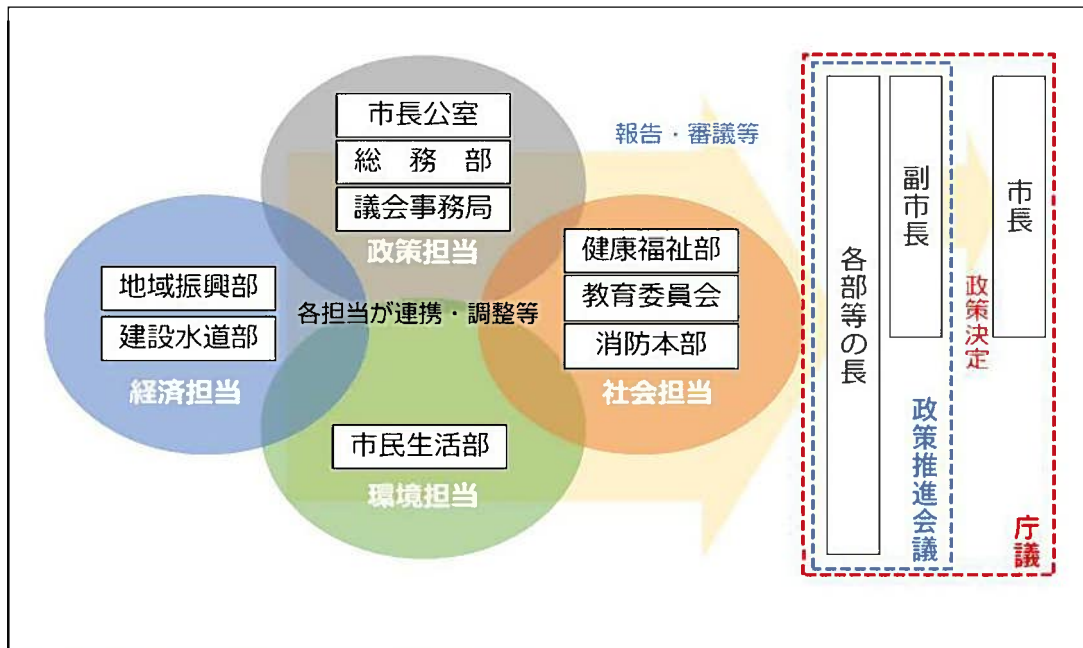 市長公室
総　務　部
議会事務局
政策担当
地域振興部
建設水道部
経済担当
各担当が連携・調整等
健康福祉部
教育委員会
消防本部
社会担当
市民生活部
環境担当
報告・審議等
各部等の長
副市長
政策推進会議
政策決定
市長
庁議